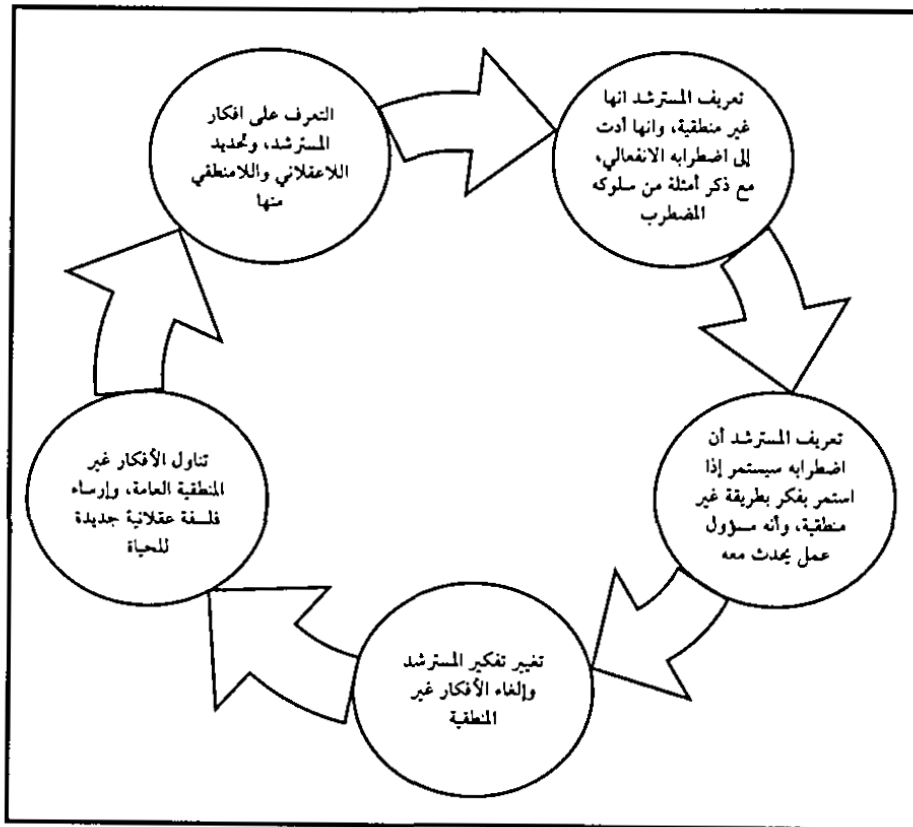 التعرف على افكار
المسترشد، وتحديد
اللاعقلاني واللامنطقي
منها
تعريف المسترشد انها
غير منطقية، وانها أدت
إلى اضطرابه الانفعالي،
مع ذكر أمثلة من سلوكه
المضطرب
تعريف المسترشد أن
اضطرابه سيستمر إذا
استمر بفكر بطريقة غير
منطقية، وأنه مسؤول
عمل يحدث معه
تغيير تفكير المسترشد
وإلغاء الأفكار غير
المنطقية
تناول الأفكار غير
المنطقية العامة، وإرساء
فلسفة عقلانية جديدة
للحياة